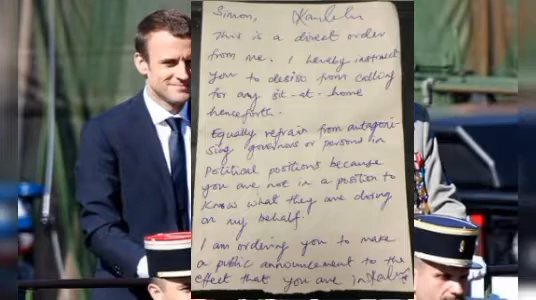 Simon,
This is a direct order
from me. I hereby instruct
you to desist from calling
for any sit-at-home
henceforth.
Equally refrain from antagoni-
sing governors or persons in
political positions because
you are not in a position to
know what they are doing
on my behalf.
I am ordering you to make
a public announcement to the
effect that you are in